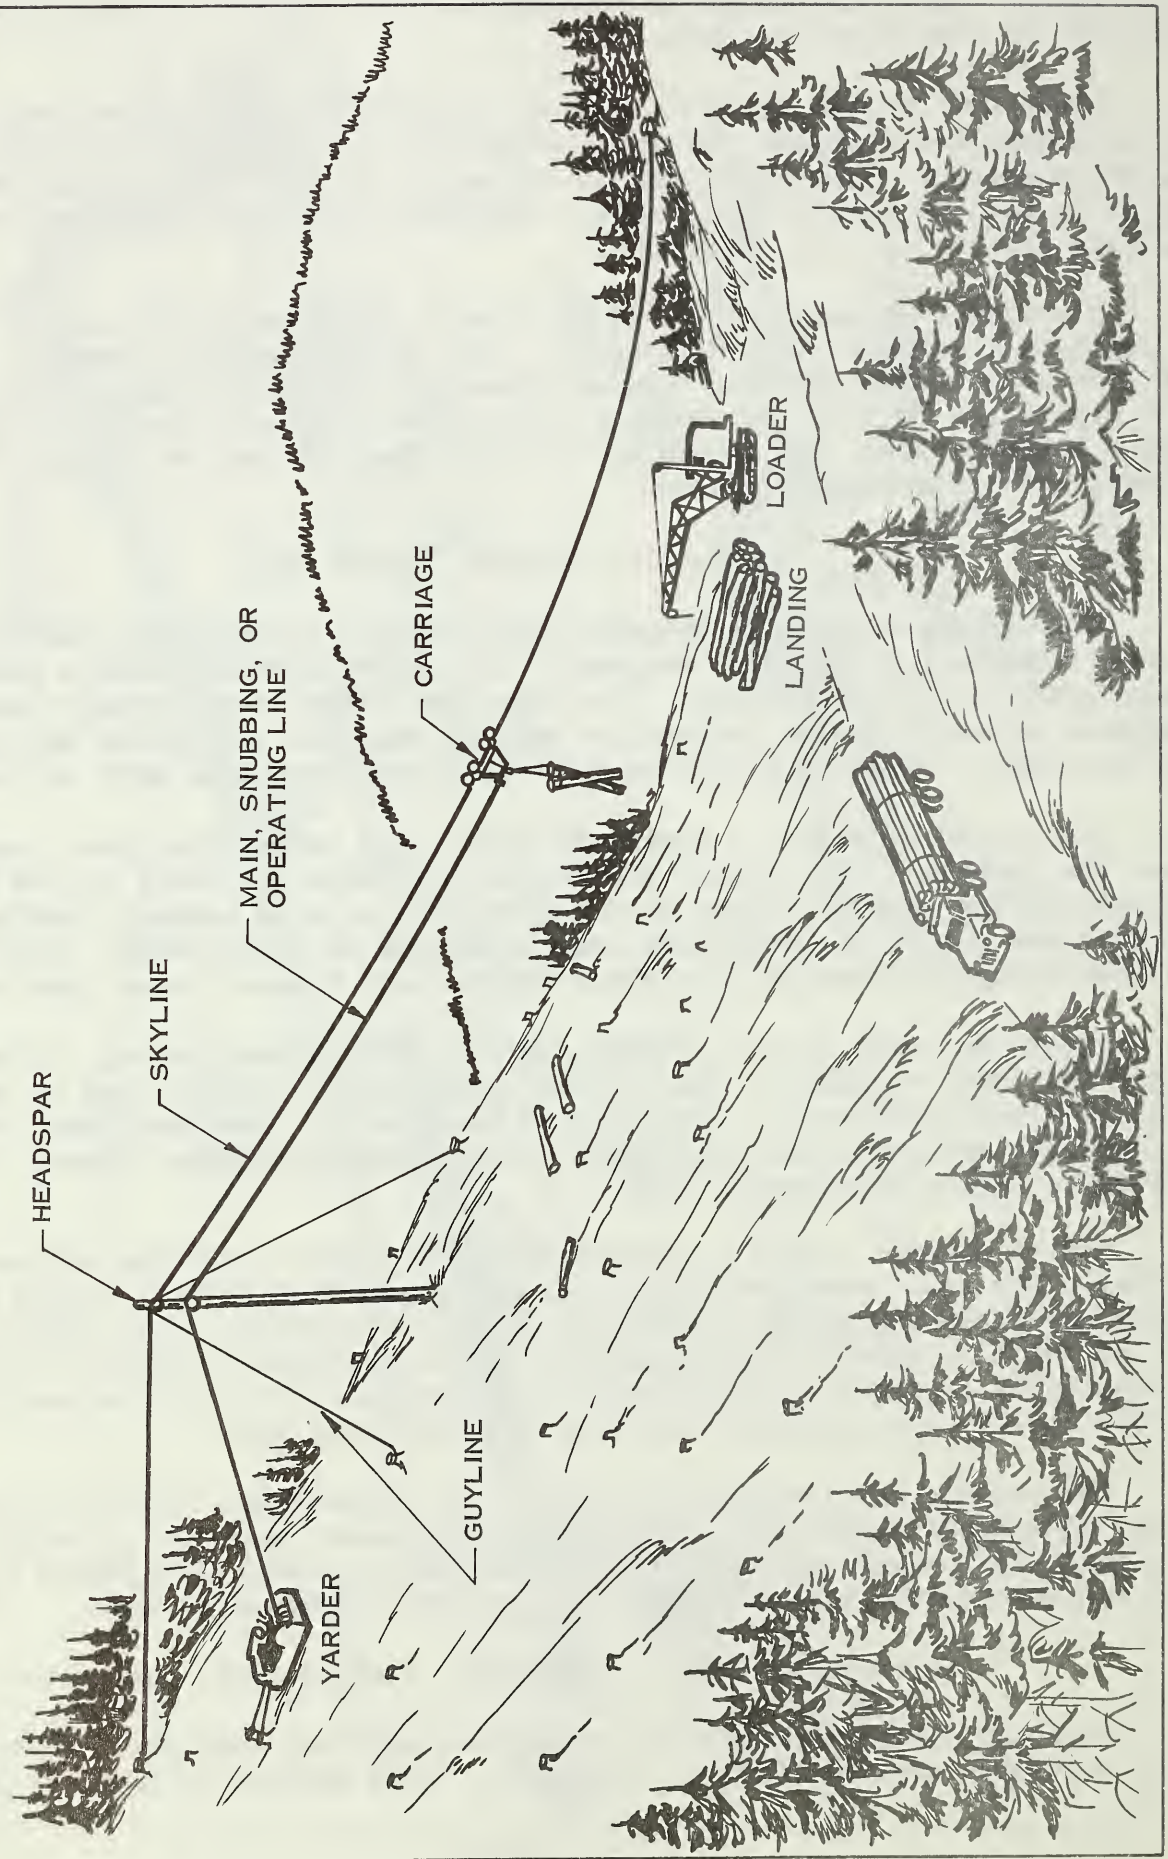 HEADSPAR
SKYLINE
MAIN, SNUBBING, OR
OPERATING LINE
CARRIAGE
GUYLINE
YARDER
LANDING
LOADER